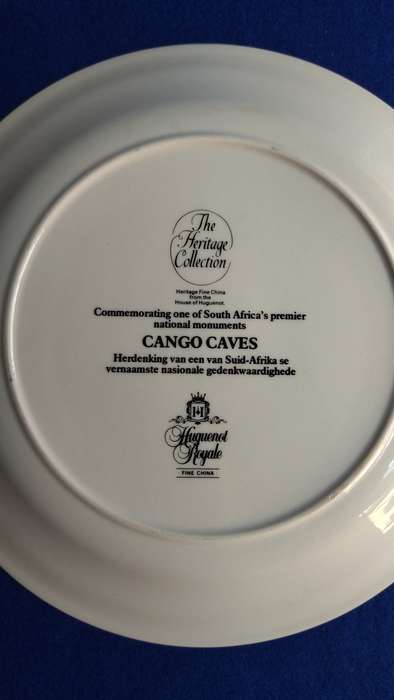 The
Heritage
Collection
Heritage Fine China
from the
House of Huguenot.
Commemorating one of South Africa's premier
national monuments
CANGO CAVES
Herdenking van een van Suid-Afrika se
vernaamste nasionale gedenkwaardighede
Huguenot
Royale
FINE CHINA